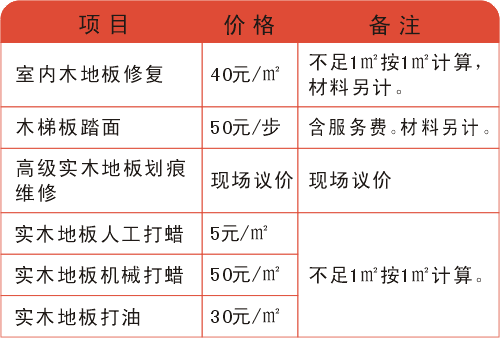 项目 价格 备注
室内木地板修复 40元/㎡ 不足1㎡按1㎡计算，
材料另计。
木梯板踏面 50元/步 含服务费。材料另计。
高级实木地板划痕
维修 现场议价 现场议价
实木地板人工打蜡 5元/㎡
实木地板机械打蜡 50元/㎡ 不足1㎡按1㎡计算。
实木地板打油 30元/㎡